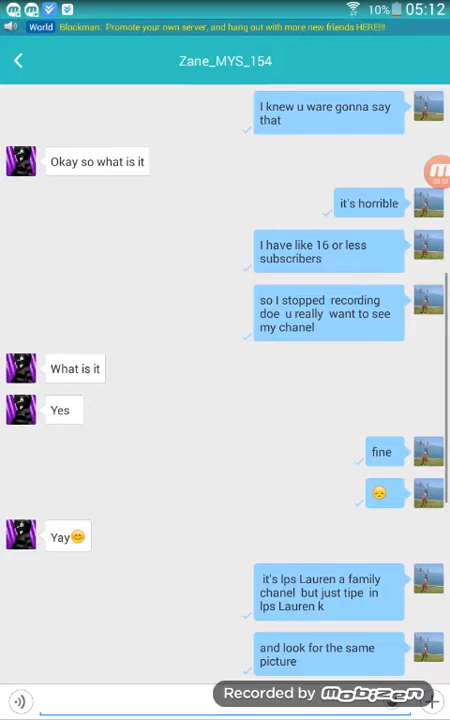 10% 05:12
World Blockman: Promote your own server, and hang out with more new friends HERE!!!
Zane_MYS_154
I knew u ware gonna say
that
Okay so what is it
it's horrible
I have like 16 or less
subscribers
so I stopped recording
doe u really want to see
my chanel
What is it
Yes
fine
Yay
it's lps Lauren a family
chanel but just tipe in
lps Lauren k
and look for the same
picture
Recorded by mobizen